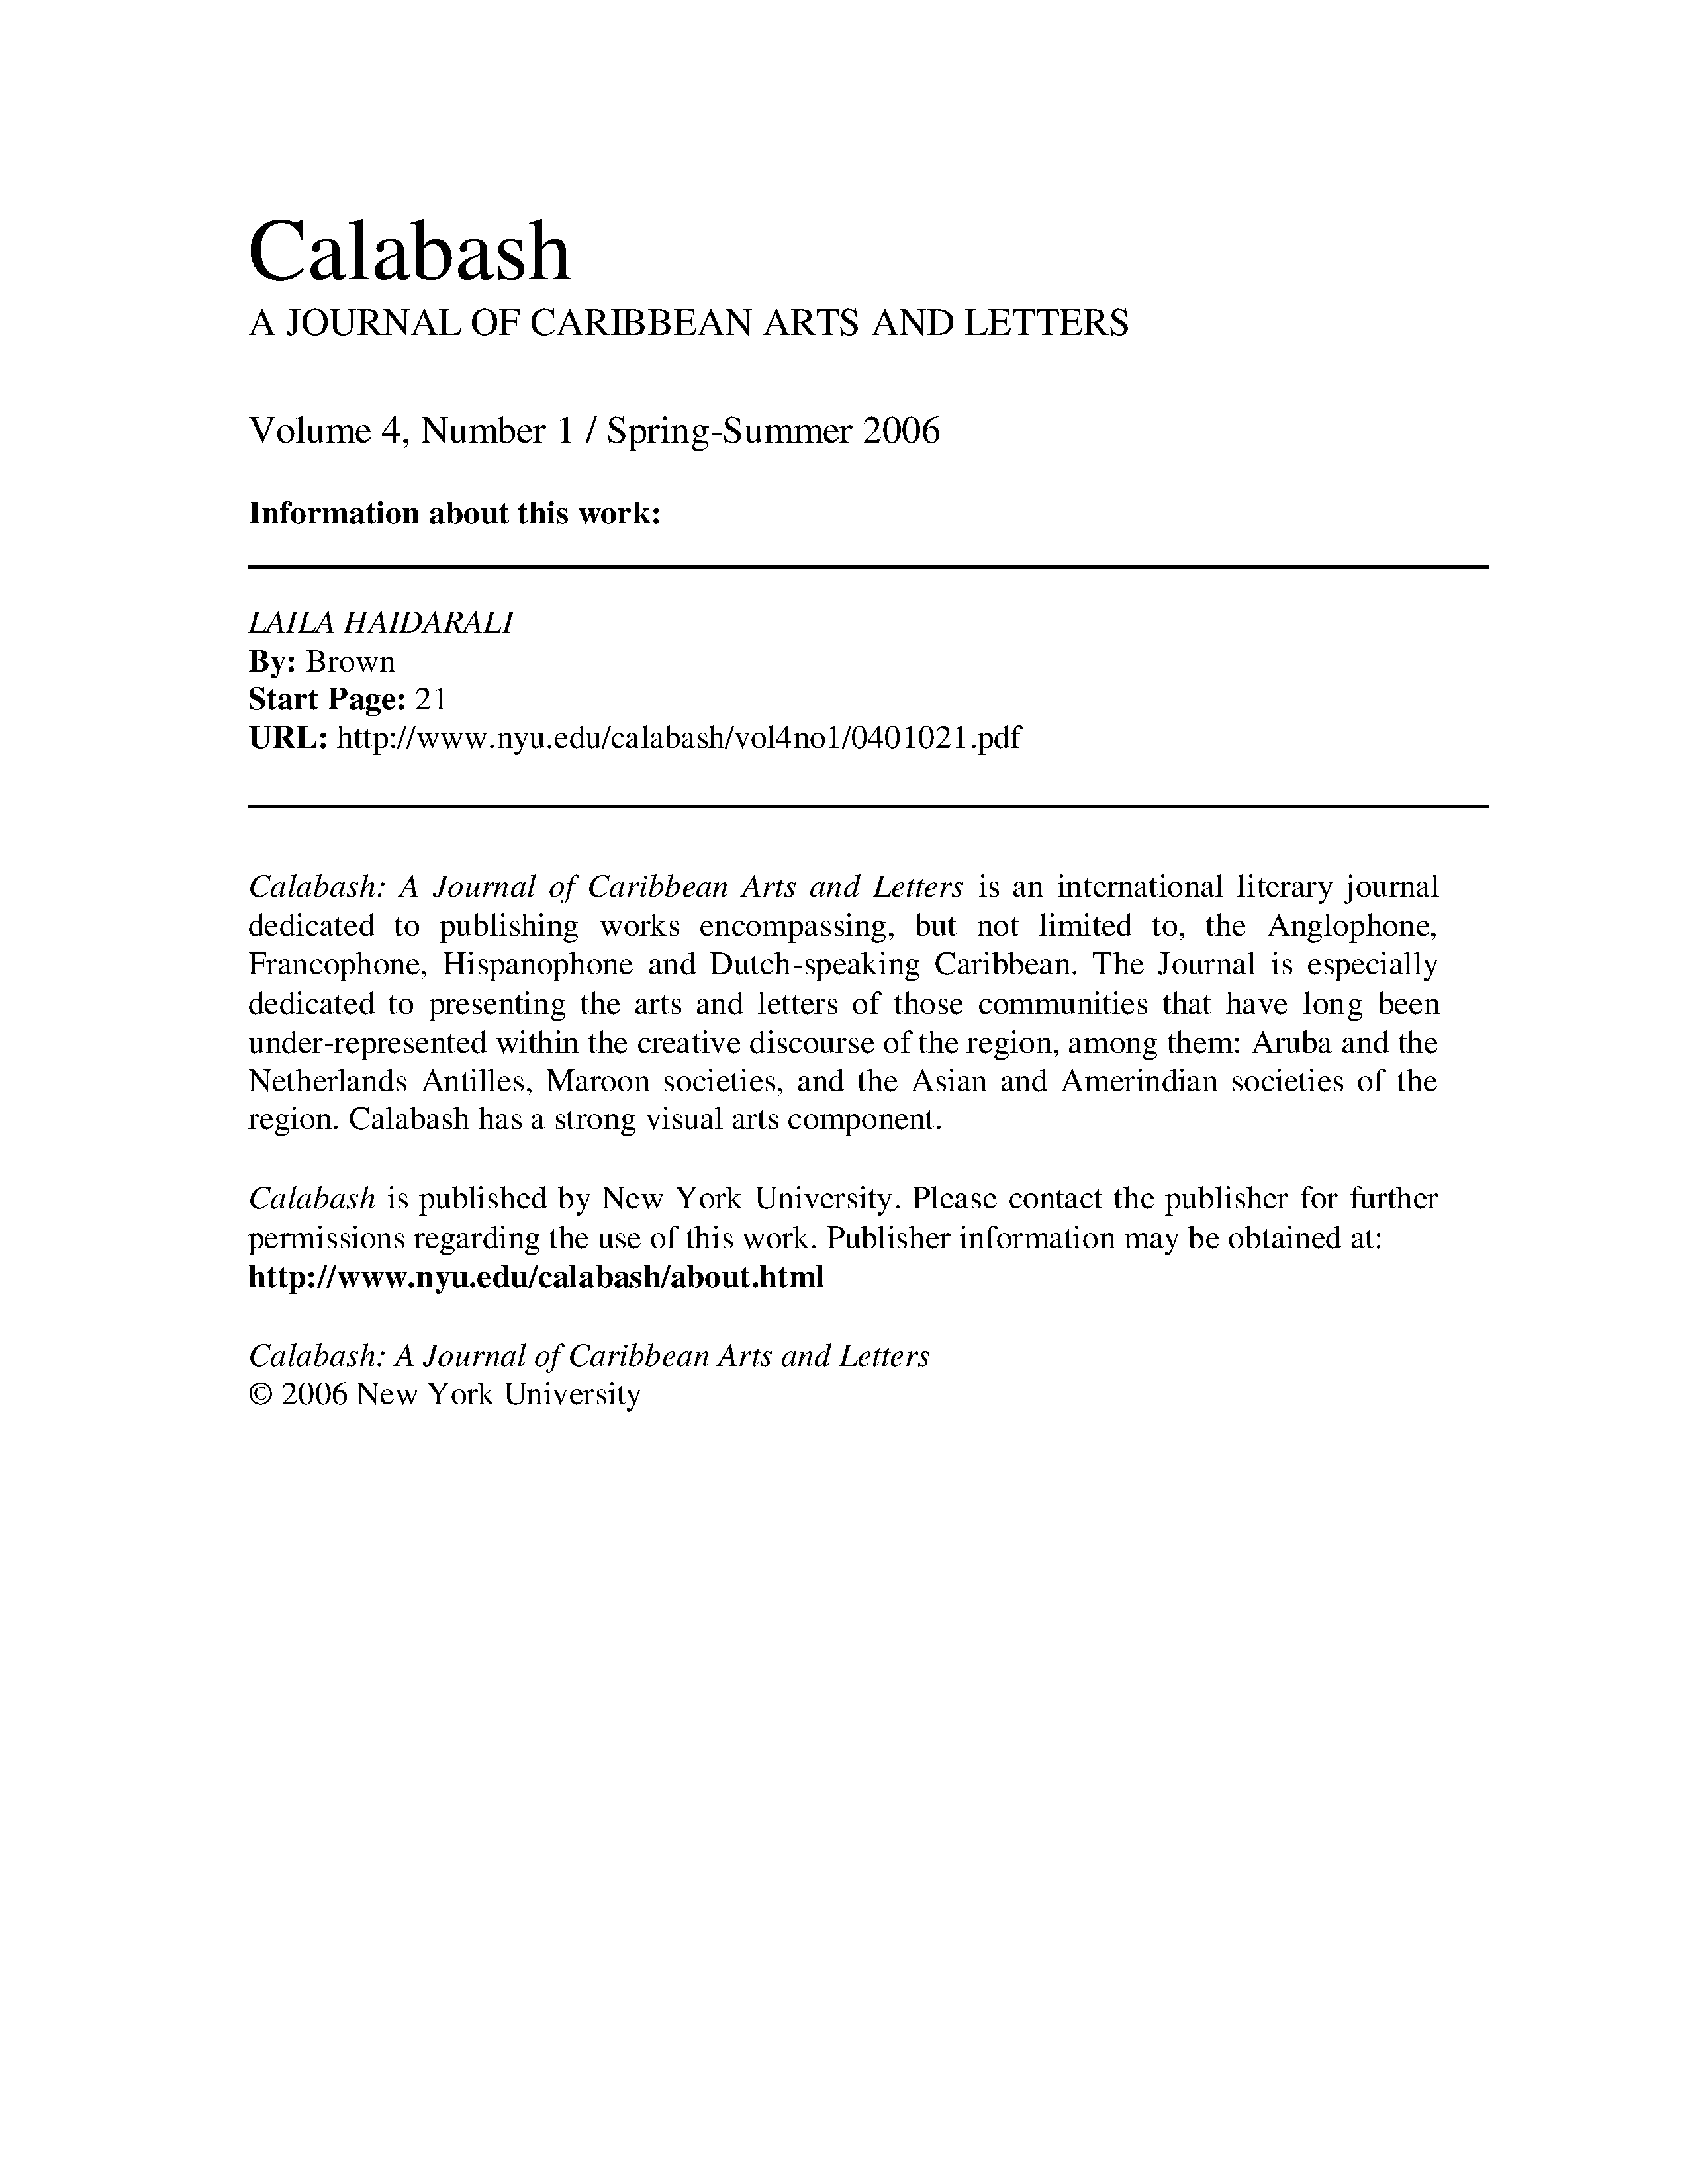 Calabash
A JOURNAL OF CARIBBEAN ARTS AND LETTERS
Volume 4, Number 1 / Spring-Summer 2006
Information about this work:
LAILA HAIDARALI
By: Brown
Start Page: 21
URL: http://www.nyu.edu/calabash/vol4no1/0401021.pdf
Calabash: A Journal of Caribbean Arts and Letters is an international literary journal
dedicated to publishing works encompassing, but not limited to, the Anglophone,
Francophone, Hispanophone and Dutch-speaking Caribbean. The Journal is especially
dedicated to presenting the arts and letters of those communities that have long been
under-represented within the creative discourse of the region, among them: Aruba and the
Netherlands Antilles, Maroon societies, and the Asian and Amerindian societies of the
region. Calabash has a strong visual arts component.
Calabash is published by New York University. Please contact the publisher for further
permissions regarding the use of this work. Publisher information may be obtained at:
http://www.nyu.edu/calabash/about.html
Calabash: A Journal of Caribbean Arts and Letters
© 2006 New York University